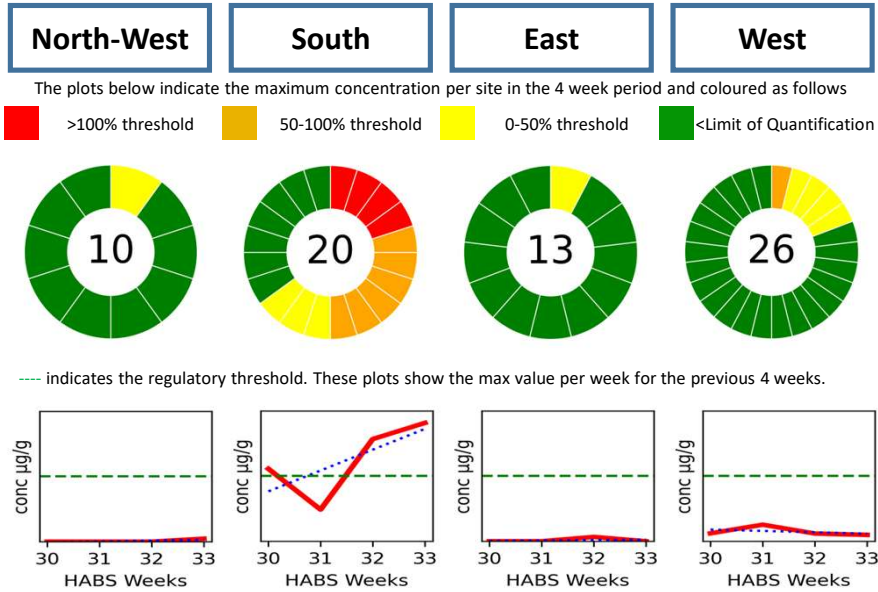 North-West South East West
The plots below indicate the maximum concentration per site in the 4 week period and coloured as follows
>100% threshold 50-100% threshold 0-50% threshold <Limit of Quantification
10 20 13 26
---- indicates the regulatory threshold. These plots show the max value per week for the previous 4 weeks.
conc µg/g conc µg/g conc µg/g conc µg/g
30 31 32 33 30 31 32 33 30 31 32 33 30 31 32 33
HABS Weeks HABS Weeks HABS Weeks HABS Weeks